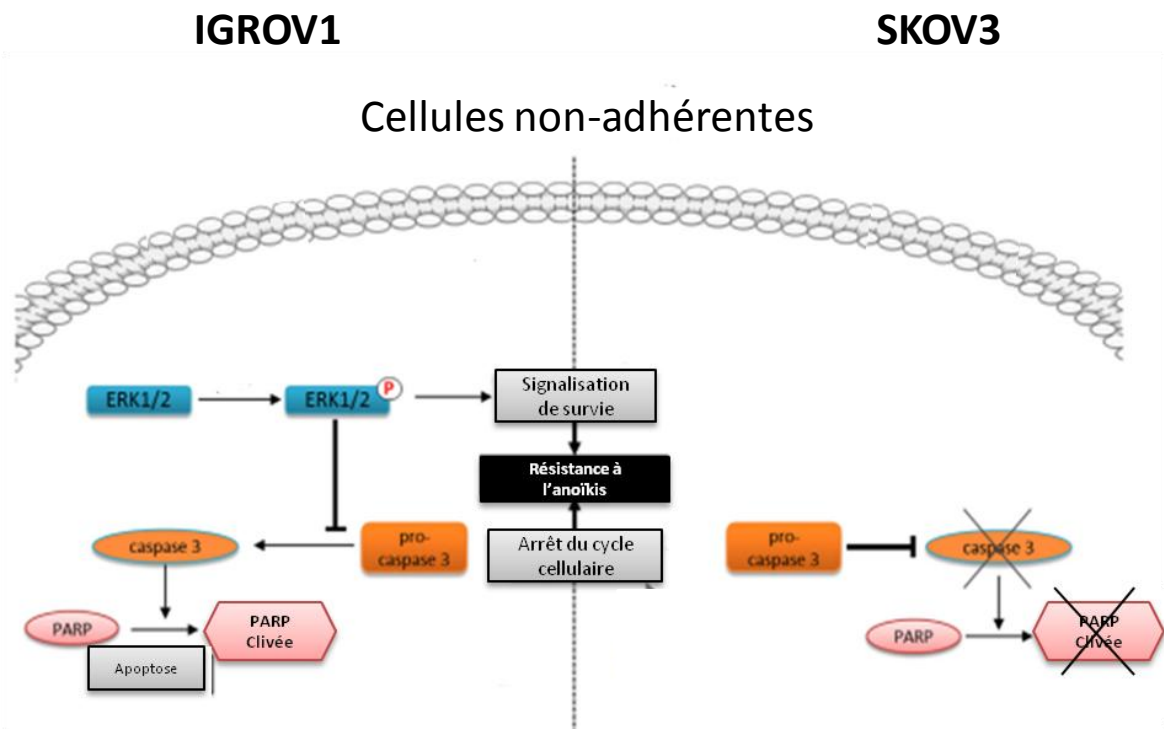 IGROV1
SKOV3
Cellules non-adhérentes
ERK1/2
ERK1/2
P
Signalisation
de survie
Résistance à
l'anoïkis
caspase 3
pro-
caspase 3
Arrêt du cycle
cellulaire
pro-
caspase 3
caspase 3
PARP
PARP
Clivée
Apoptose
PARP
PARP
Clivée